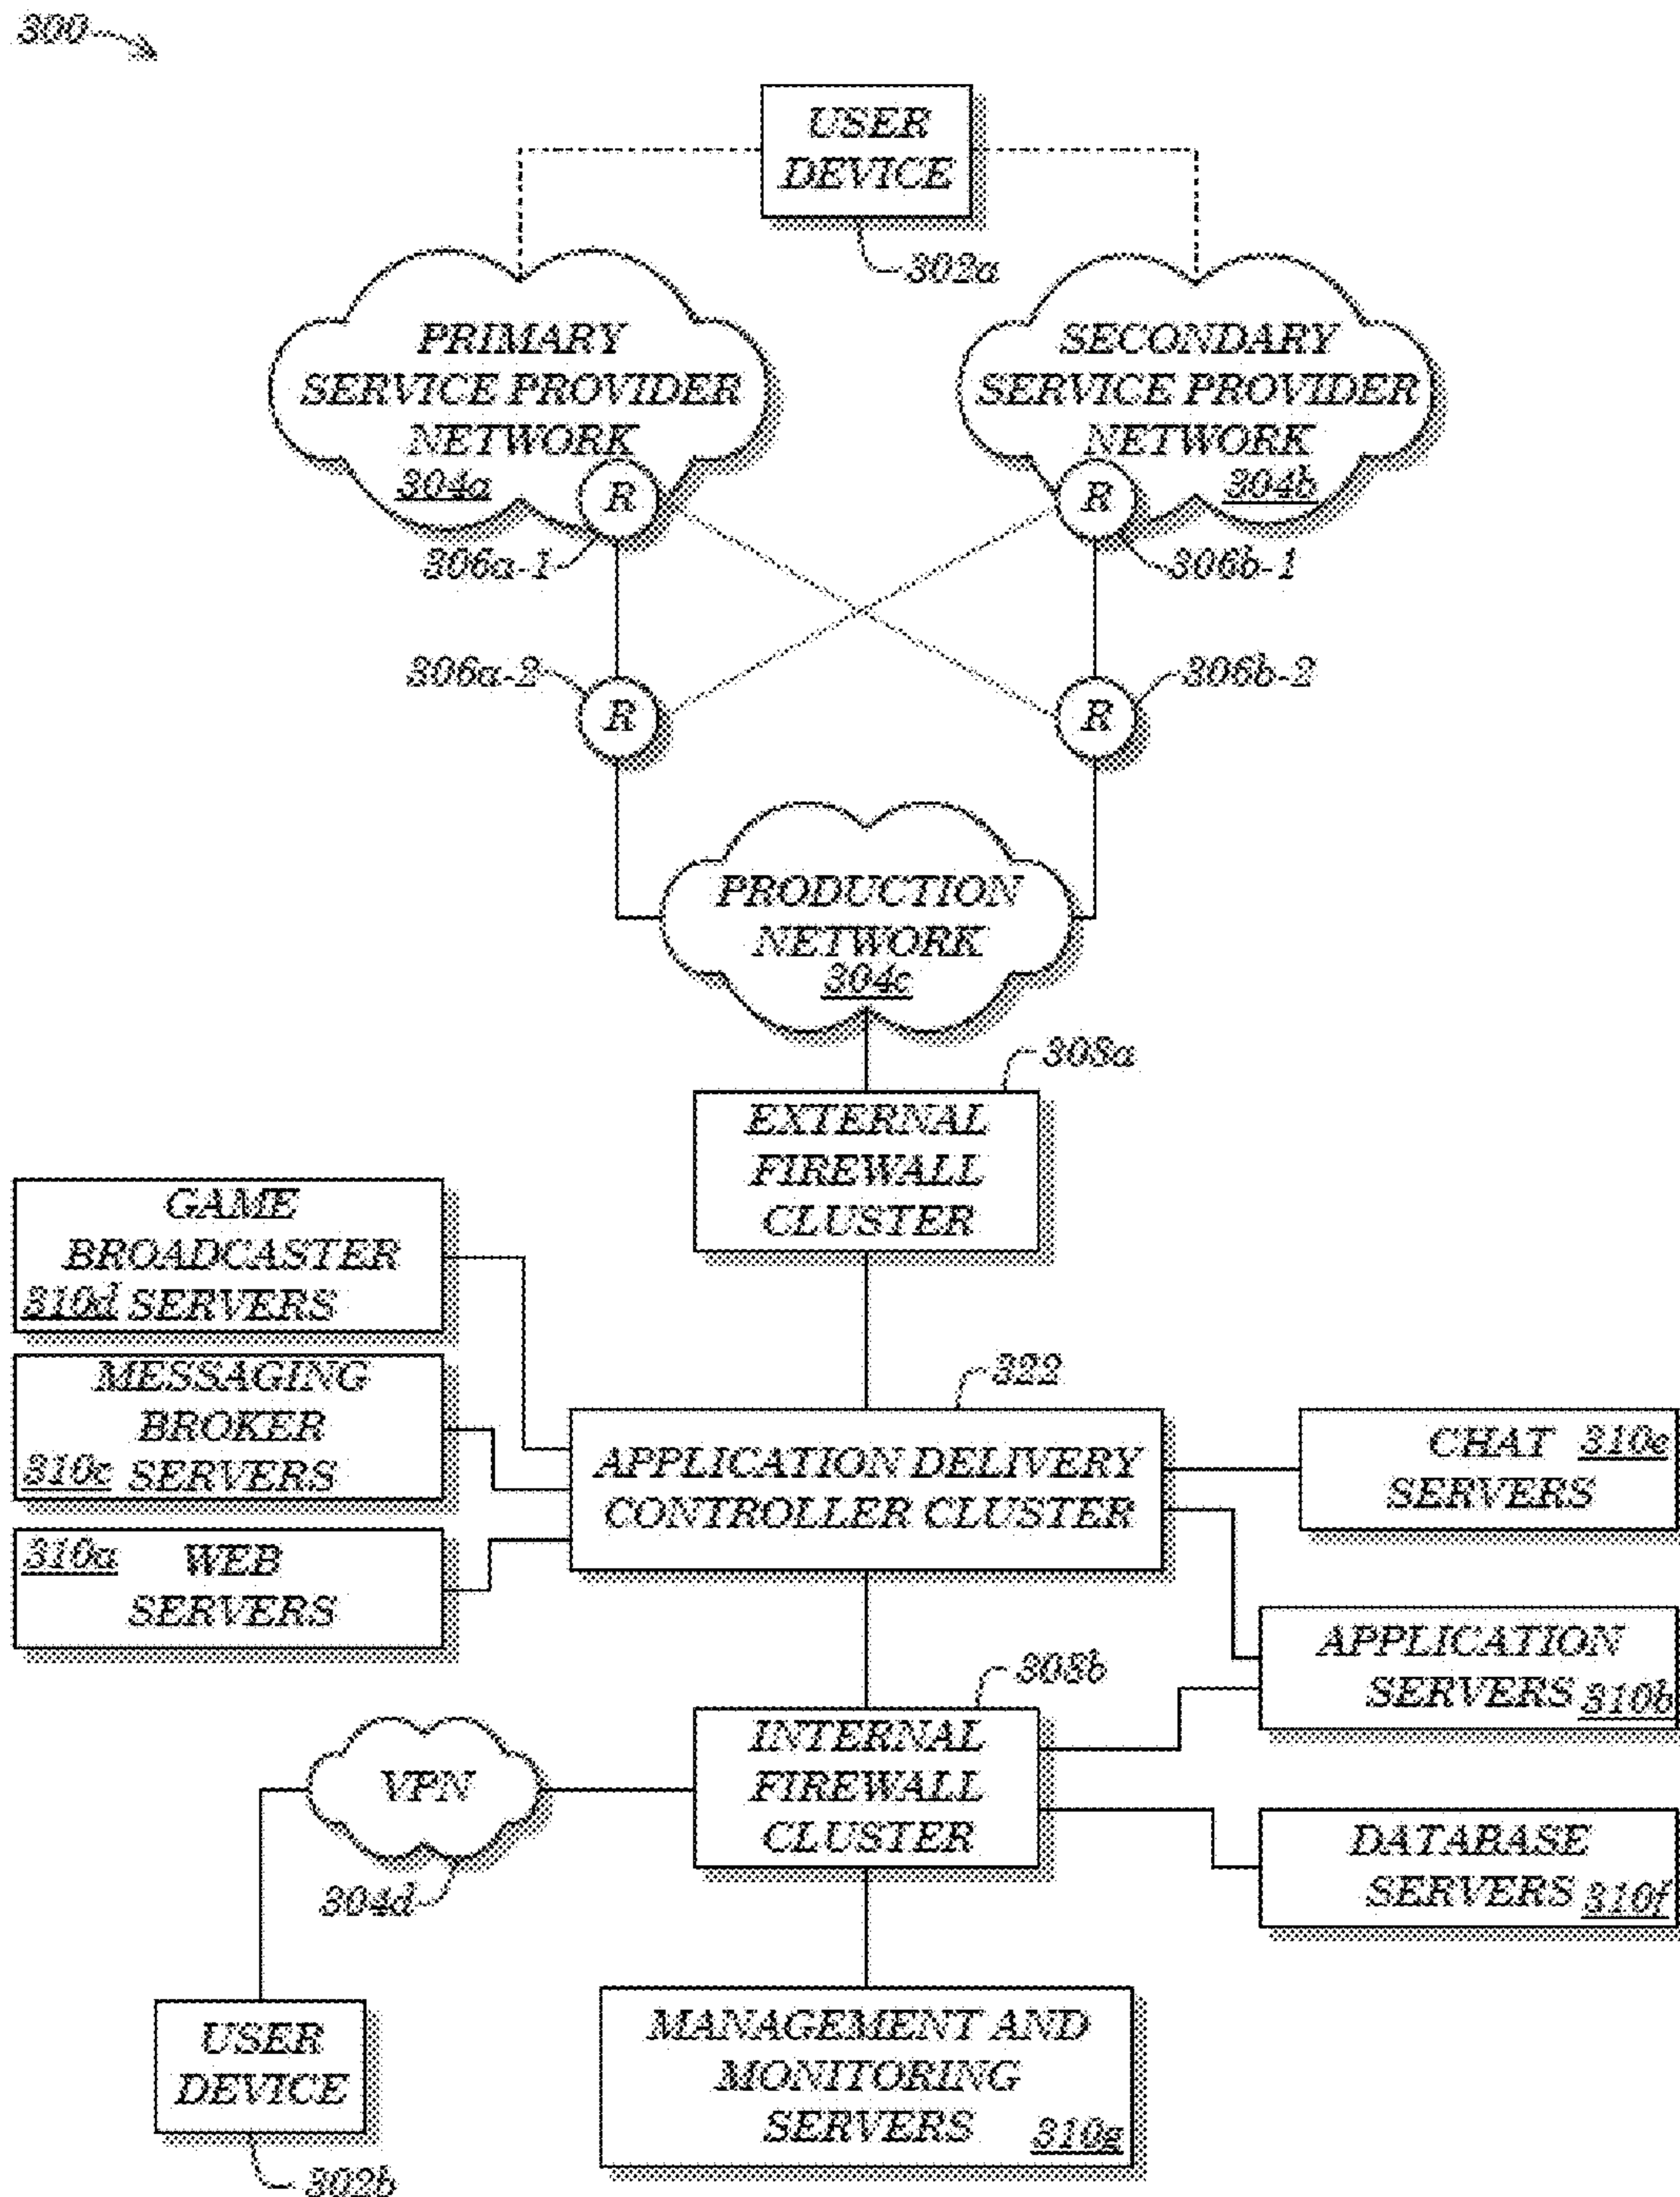 300
USER
DEVICE
302a
PRIMARY
SERVICE PROVIDER
NETWORK
304a
R
306a-1
SECONDARY
SERVICE PROVIDER
NETWORK
304b
R
306b-1
306a-2
R
306b-2
R
PRODUCTION
NETWORK
304c
308a
EXTERNAL
FIREWALL
CLUSTER
GAME
BROADCASTER
310d SERVERS
MESSAGING
BROKER
310c SERVERS
310a WEB
SERVERS
322
APPLICATION DELIVERY
CONTROLLER CLUSTER
CHAT 310e
SERVERS
APPLICATION
SERVERS 310b
308b
INTERNAL
FIREWALL
CLUSTER
VPN
304d
DATABASE
SERVERS 310f
USER
DEVICE
302b
MANAGEMENT AND
MONITORING
SERVERS 310g